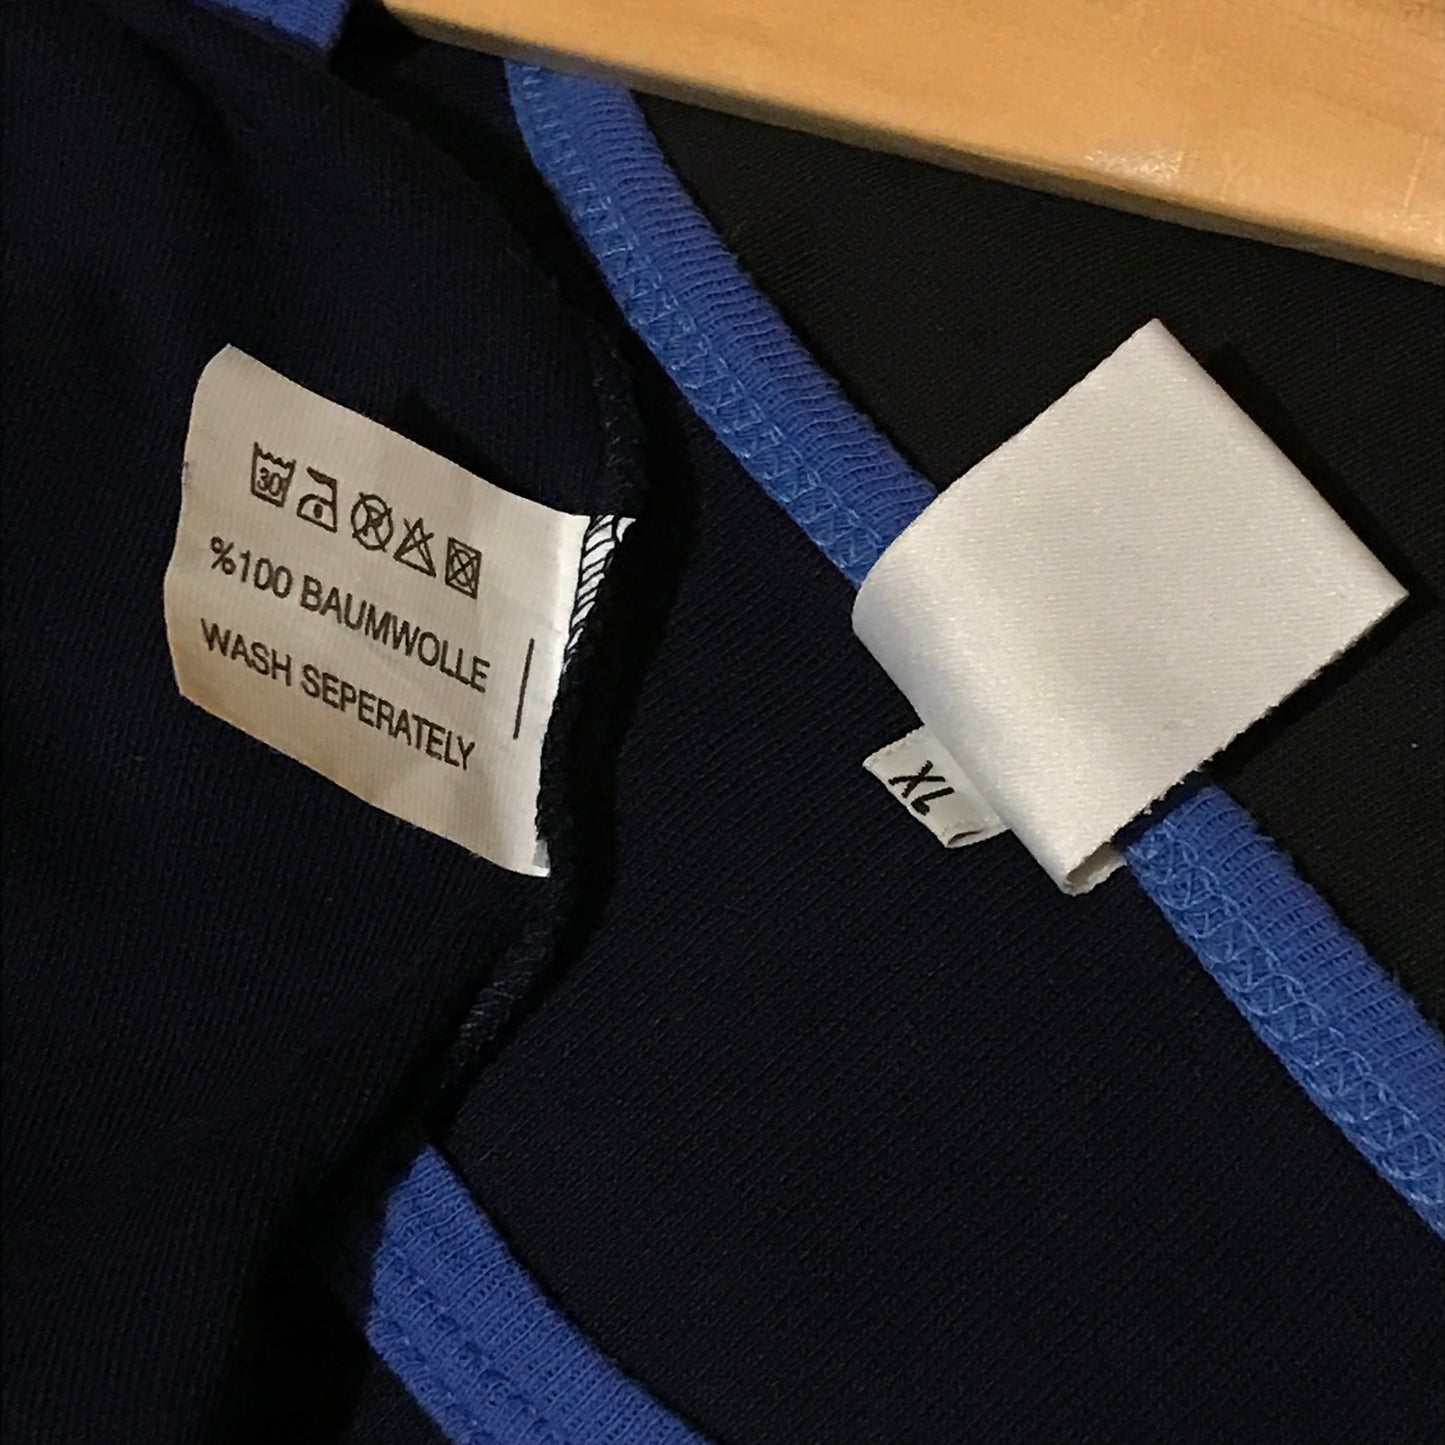 30
%100 BAUMWOLLE
WASH SEPERATELY
XL